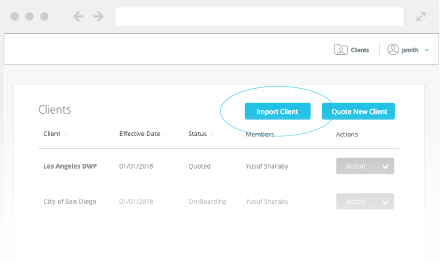 Clients jsmith
Clients
Import Client Quote New Client
Client Effective Date Status Members Actions
Los Angeles DWP 01/01/2018 Quoted Yusuf Sharaby Action
City of San Diego 01/01/2018 On-Boarding Yusuf Sharaby Action